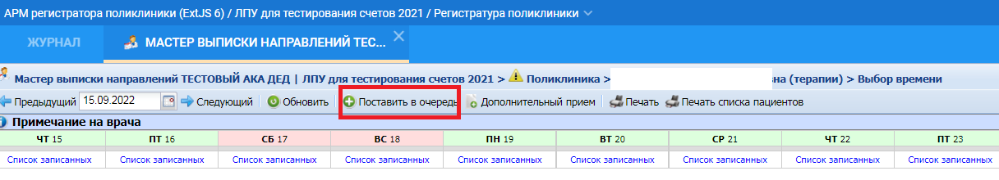 АРМ регистратора поликлиники (ExtJS 6) / ЛПУ для тестирования счетов 2021 / Регистратура поликлиники
ЖУРНАЛ МАСТЕР ВЫПИСКИ НАПРАВЛЕНИЙ ТЕС...
Мастер выписки направлений ТЕСТОВЫЙ АКА ДЕД | ЛПУ для тестирования счетов 2021 > Поликлиника > вна (терапии) > Выбор времени
Предыдущий 15.09.2022 Следующий Обновить Поставить в очередь Дополнительный прием Печать Печать списка пациентов
Примечание на врача
ЧТ 15 ПТ 16 СБ 17 ВС 18 ПН 19 ВТ 20 СР 21 ЧТ 22 ПТ 23
Список записанных Список записанных Список записанных Список записанных Список записанных Список записанных Список записанных Список записанных Список записанных